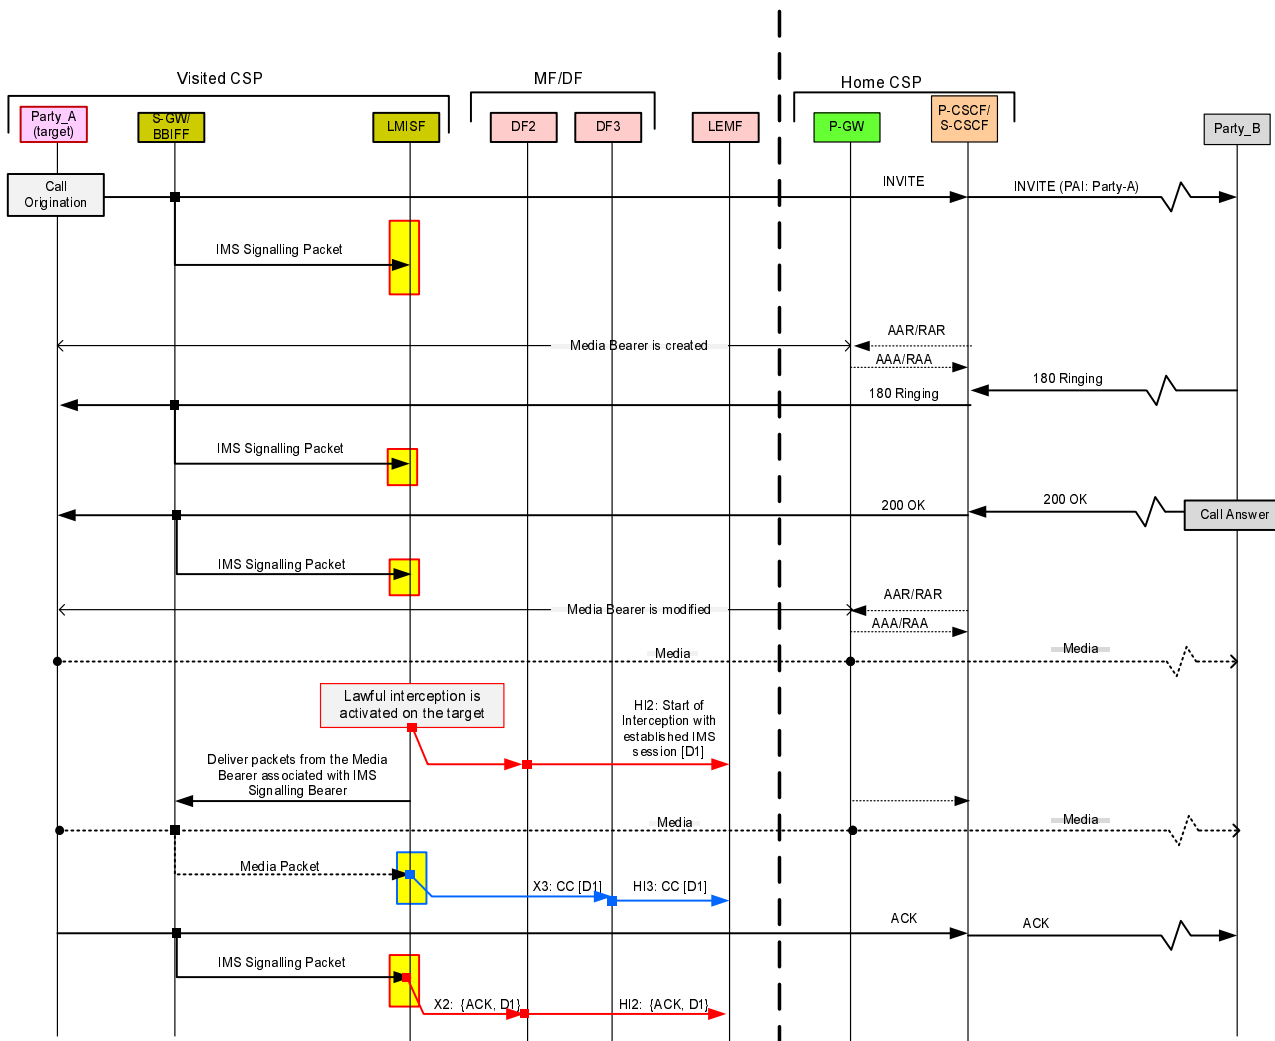 Visited CSP
MF/DF
Home CSP
Party_A
(target)
S-GW/
BBIFF
LMISF
DF2
DF3
LEMF
P-GW
P-CSCF/
S-CSCF
Party_B
Call
Origination
INVITE
INVITE (PAI: Party-A)
IMS Signalling Packet
AAR/RAR
Media Bearer is created
AAA/RAA
180 Ringing
180 Ringing
IMS Signalling Packet
200 OK
200 OK
Call Answer
IMS Signalling Packet
AAR/RAR
Media Bearer is modified
AAA/RAA
Media
Media
Lawful interception is
activated on the target
HI2: Start of
Interception with
established IMS
session [D1]
Deliver packets from the Media
Bearer associated with IMS
Signalling Bearer
Media
Media
Media Packet
X3: CC [D1]
HI3: CC [D1]
ACK
ACK
IMS Signalling Packet
X2: {ACK, D1}
HI2: {ACK, D1}